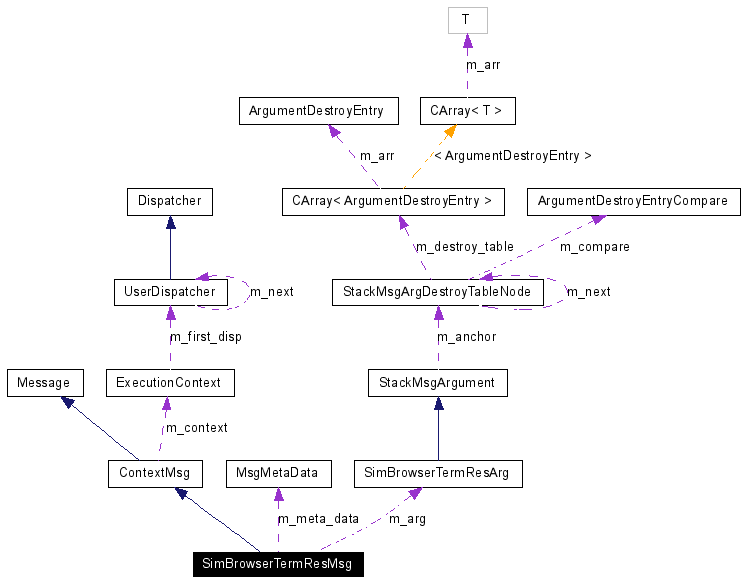 T
m_arr
ArgumentDestroyEntry
CArray< T >
m_arr
< ArgumentDestroyEntry >
Dispatcher
CArray< ArgumentDestroyEntry >
ArgumentDestroyEntryCompare
m_destroy_table
m_compare
UserDispatcher
m_next
StackMsgArgDestroyTableNode
m_next
m_first_disp
m_anchor
Message
ExecutionContext
StackMsgArgument
m_context
ContextMsg
MsgMetaData
SimBrowserTermResArg
m_meta_data
m_arg
SimBrowserTermResMsg